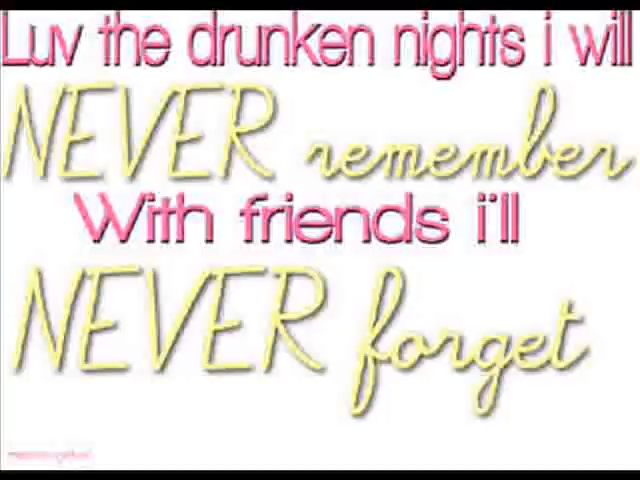 Luv the drunken nights i will
NEVER remember
With friends i'll
NEVER forget